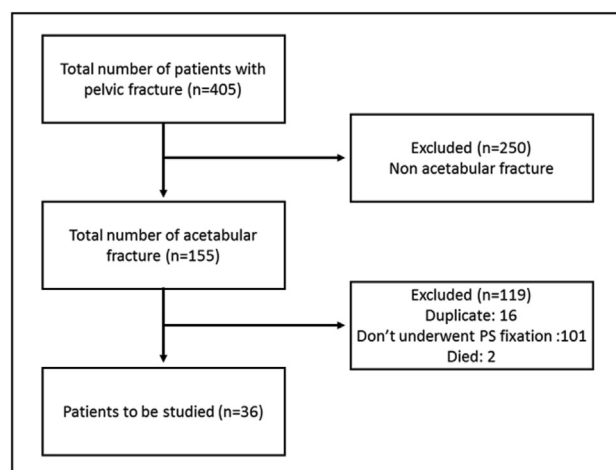 Total number of patients with
pelvic fracture (n=405)
Excluded (n=250)
Non acetabular fracture
Total number of acetabular
fracture (n=155)
Excluded (n=119)
Duplicate: 16
Don't underwent PS fixation :101
Died: 2
Patients to be studied (n=36)